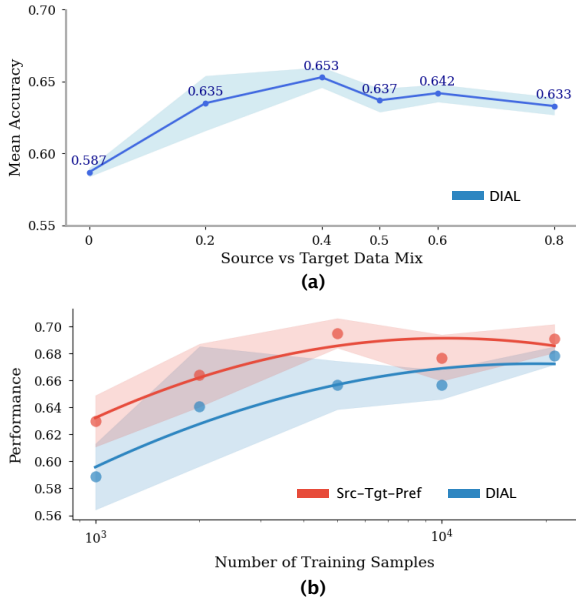 0.70
0.65
0.60
0.55
Mean Accuracy
0.587
0.635
0.653
0.637
0.642
0.633
DIAL
0
0.2
0.4
0.5
0.6
0.8
Source vs Target Data Mix
(a)
0.70
0.68
0.66
0.64
0.62
0.60
0.58
0.56
Performance
Src-Tgt-Pref
DIAL
10³
10⁴
Number of Training Samples
(b)